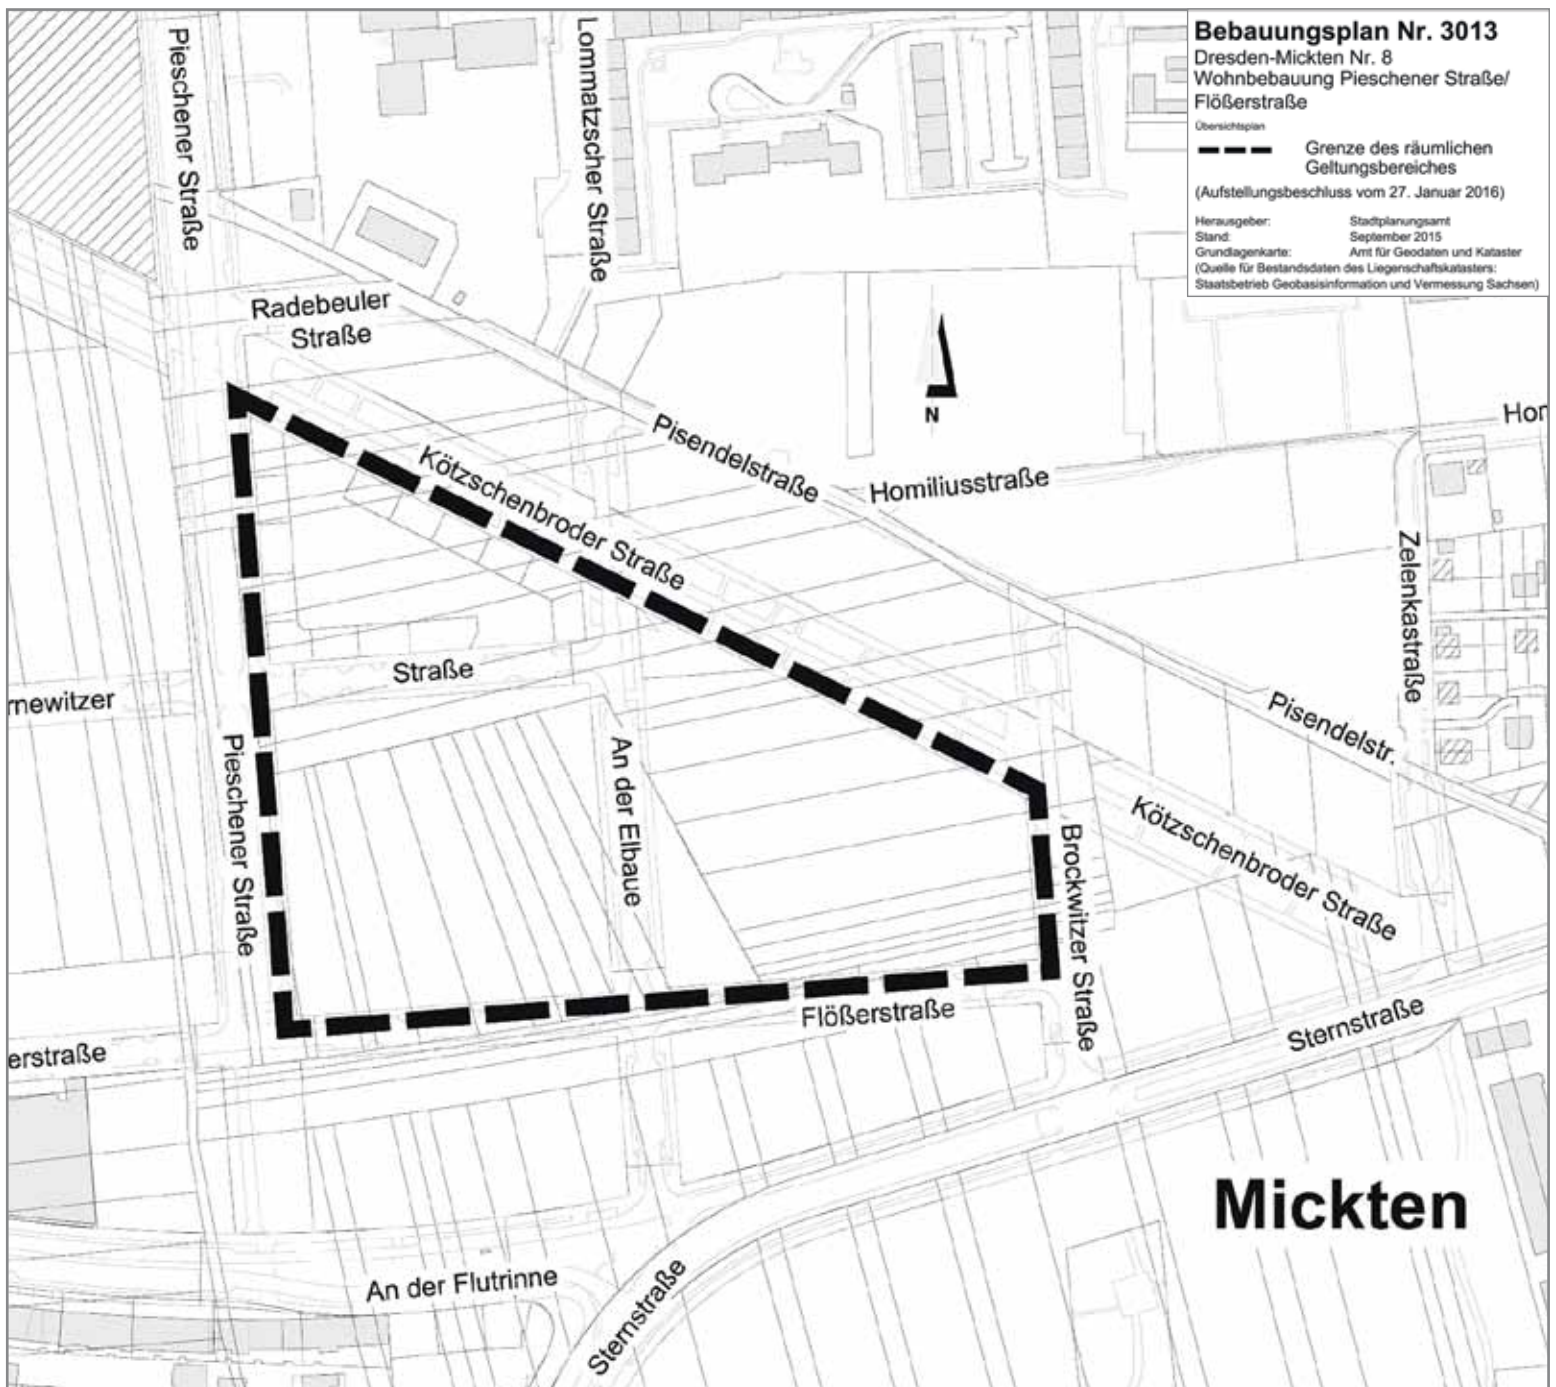 Bebauungsplan Nr. 3013
Dresden-Mickten Nr. 8
Wohnbebauung Pieschener Straße/
Flößerstraße
Übersichtsplan
Grenze des räumlichen
Geltungsbereiches
(Aufstellungsbeschluss vom 27. Januar 2016)
Herausgeber: Stadtplanungsamt
Stand: September 2015
Grundlagenkarte: Amt für Geodaten und Kataster
(Quelle für Bestandsdaten des Liegenschaftskatasters:
Staatsbetrieb Geobasisinformation und Vermessung Sachsen)
Pieschener Straße
Lommatzscher Straße
Radebeuler
Straße
N
Hor
Pisendelstraße
Kötzschenbroder Straße
Homiliusstraße
Zelenkastraße
Straße
rnewitzer
Pisendelstr.
Pieschener Straße
An der Elbaue
Brockwitzer Straße
Kötzschenbroder Straße
Flößerstraße
Sternstraße
erstraße
Mickten
An der Flutrinne
Sternstraße